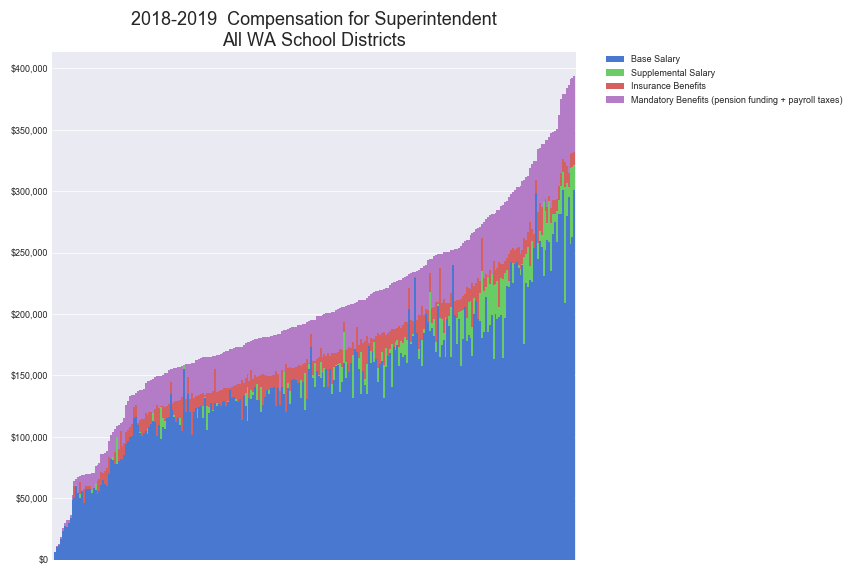 2018-2019  Compensation for Superintendent
All WA School Districts
Base Salary
Supplemental Salary
Insurance Benefits
Mandatory Benefits (pension funding + payroll taxes)
$400,000
$350,000
$300,000
$250,000
$200,000
$150,000
$100,000
$50,000
$0